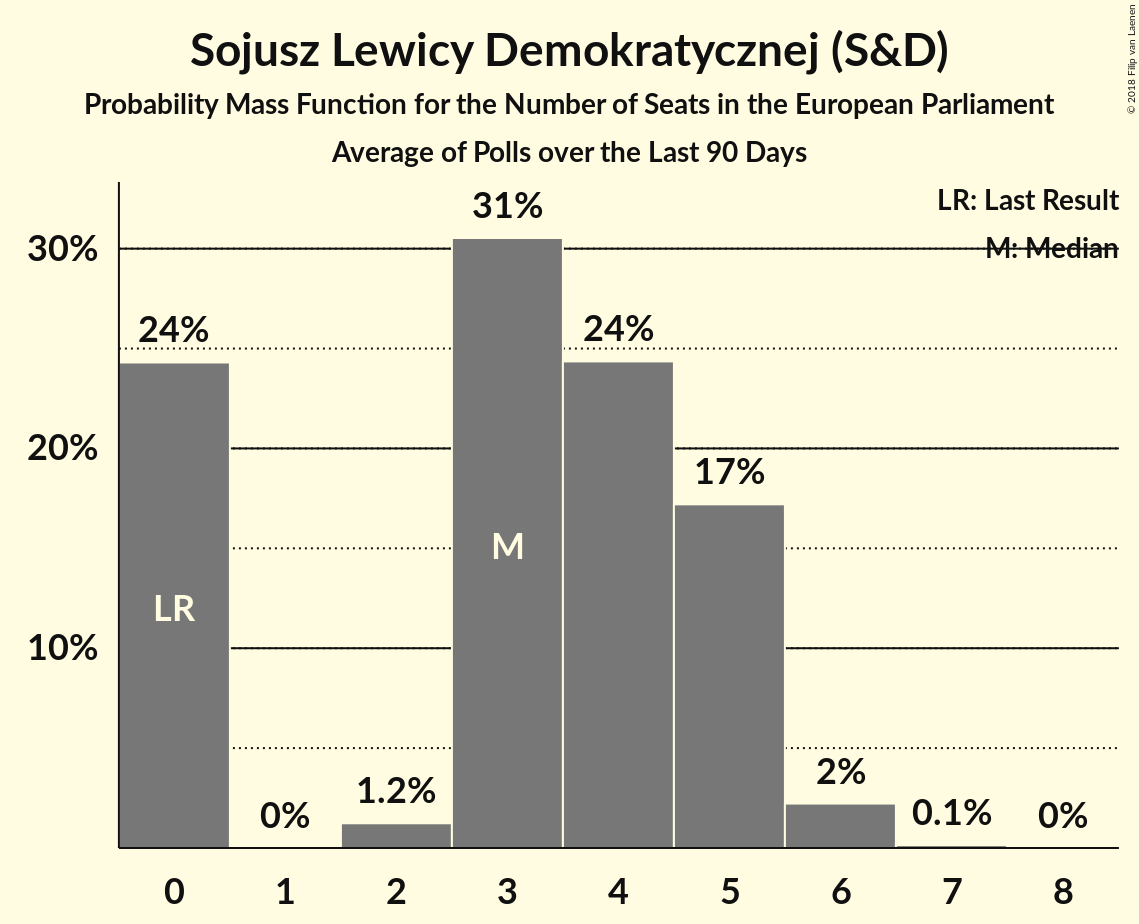 Sojusz Lewicy Demokratycznej (S&D)
Probability Mass Function for the Number of Seats in the European Parliament
Average of Polls over the Last 90 Days
© 2018 Filip van Laenen
LR: Last Result
M: Median
30%
20%
10%
24%
0%
1.2%
31%
24%
17%
2%
0.1%
0%
LR
M
0 1 2 3 4 5 6 7 8